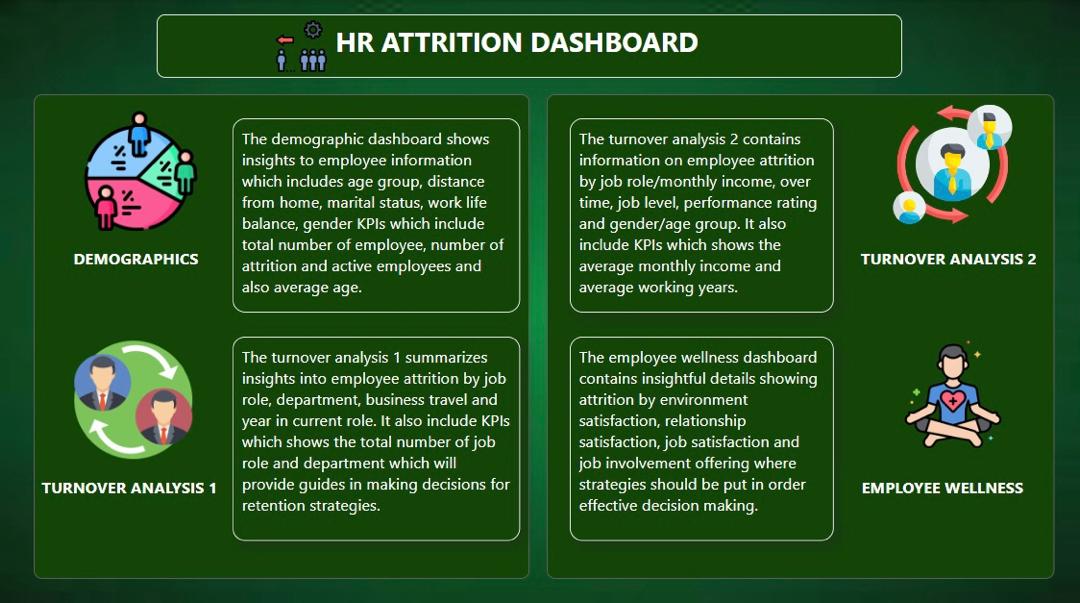 HR ATTRITION DASHBOARD
The demographic dashboard shows
insights to employee information
which includes age group, distance
from home, marital status, work life
balance, gender KPIs which include
total number of employee, number of
attrition and active employees and
also average age.
DEMOGRAPHICS
The turnover analysis 1 summarizes
insights into employee attrition by job
role, department, business travel and
year in current role. It also include KPIs
which shows the total number of job
role and department which will
provide guides in making decisions for
retention strategies.
TURNOVER ANALYSIS 1
The turnover analysis 2 contains
information on employee attrition
by job role/monthly income, over
time, job level, performance rating
and gender/age group. It also
include KPIs which shows the
average monthly income and
average working years.
TURNOVER ANALYSIS 2
The employee wellness dashboard
contains insightful details showing
attrition by environment
satisfaction, relationship
satisfaction, job satisfaction and
job involvement offering where
strategies should be put in order
effective decision making.
EMPLOYEE WELLNESS